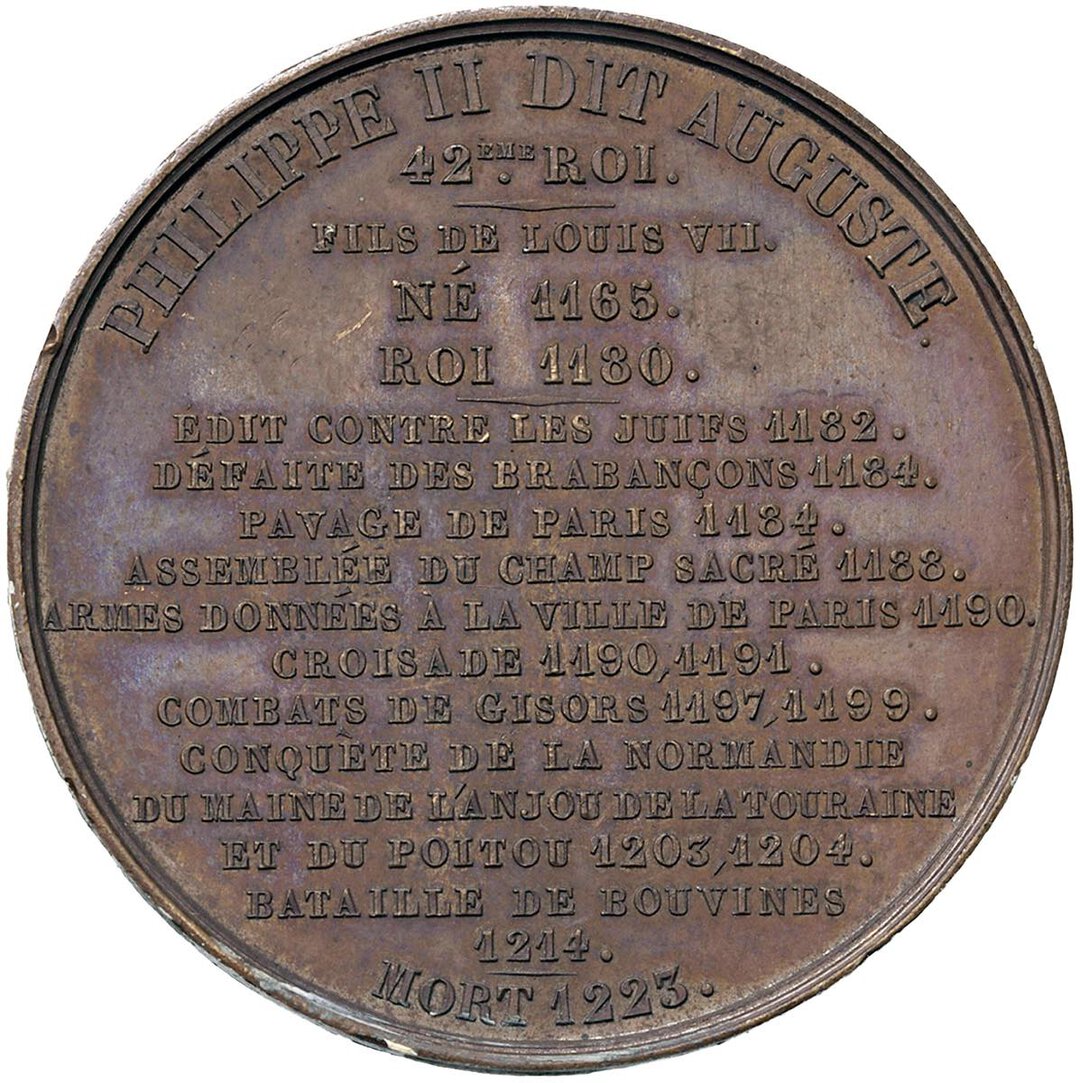 PHILIPPE II DIT AUGUSTE.
42ÈME. ROI.
FILS DE LOUIS VII.
NÉ 1165.
ROI 1180.
ÉDIT CONTRE LES JUIFS 1182.
DÉFAITE DES BRABANÇONS 1184.
PAVAGE DE PARIS 1184.
ASSEMBLÉE DU CHAMP SACRÉ 1188.
ARMES DONNÉES À LA VILLE DE PARIS 1190.
CROISADE 1190, 1191.
COMBATS DE GISORS 1197, 1199.
CONQUÈTE DE LA NORMANDIE
DU MAINE DE L'ANJOU DE LA TOURAINE
ET DU POITOU 1203, 1204.
BATAILLE DE BOUVINES
1214.
MORT 1223.